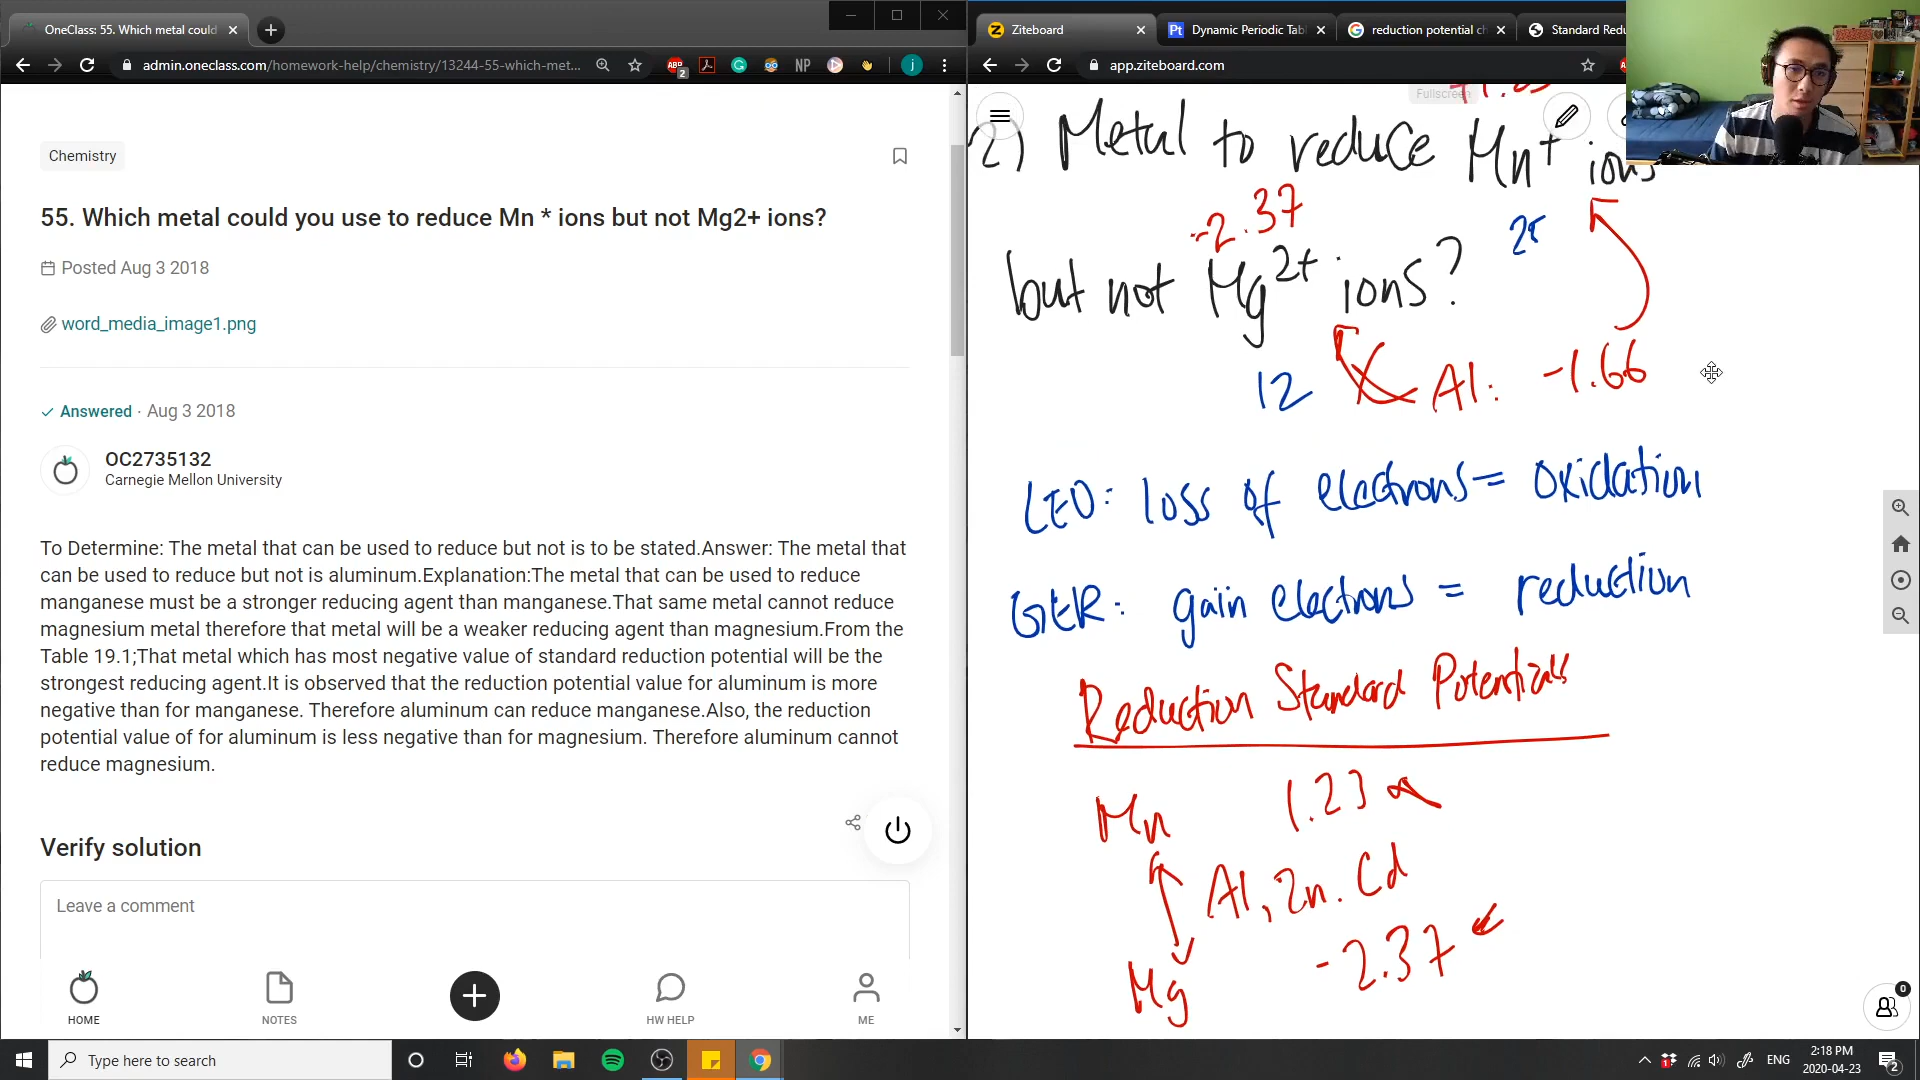 OneClass: 55. Which metal could
admin.oneclass.com/homework-help/chemistry/13244-55-which-met...
Chemistry
55. Which metal could you use to reduce Mn * ions but not Mg2+ ions?
Posted Aug 3 2018
word_media_image1.png
Answered · Aug 3 2018
OC2735132
Carnegie Mellon University
To Determine: The metal that can be used to reduce but not is to be stated.Answer: The metal that
can be used to reduce but not is aluminum.Explanation:The metal that can be used to reduce
manganese must be a stronger reducing agent than manganese.That same metal cannot reduce
magnesium metal therefore that metal will be a weaker reducing agent than magnesium.From the
Table 19.1;That metal which has most negative value of standard reduction potential will be the
strongest reducing agent.It is observed that the reduction potential value for aluminum is more
negative than for manganese. Therefore aluminum can reduce manganese.Also, the reduction
potential value of for aluminum is less negative than for magnesium. Therefore aluminum cannot
reduce magnesium.
Verify solution
Leave a comment
HOME
NOTES
HW HELP
ME
Ziteboard
Dynamic Periodic Tab
reduction potential ch
Standard Redu
app.ziteboard.com
Fullscreen
2) Metal to reduce Mn+ ions
-2.37
25
but not Mg2+ ions?
12
Al: -1.66
LEO: loss of electrons = oxidation
GER: gain electrons = reduction
Reduction Standard Potentials
Mn 1.23
Al, Zn. Cd
Mg -2.37
0
Type here to search
ENG
2:18 PM
2020-04-23
2